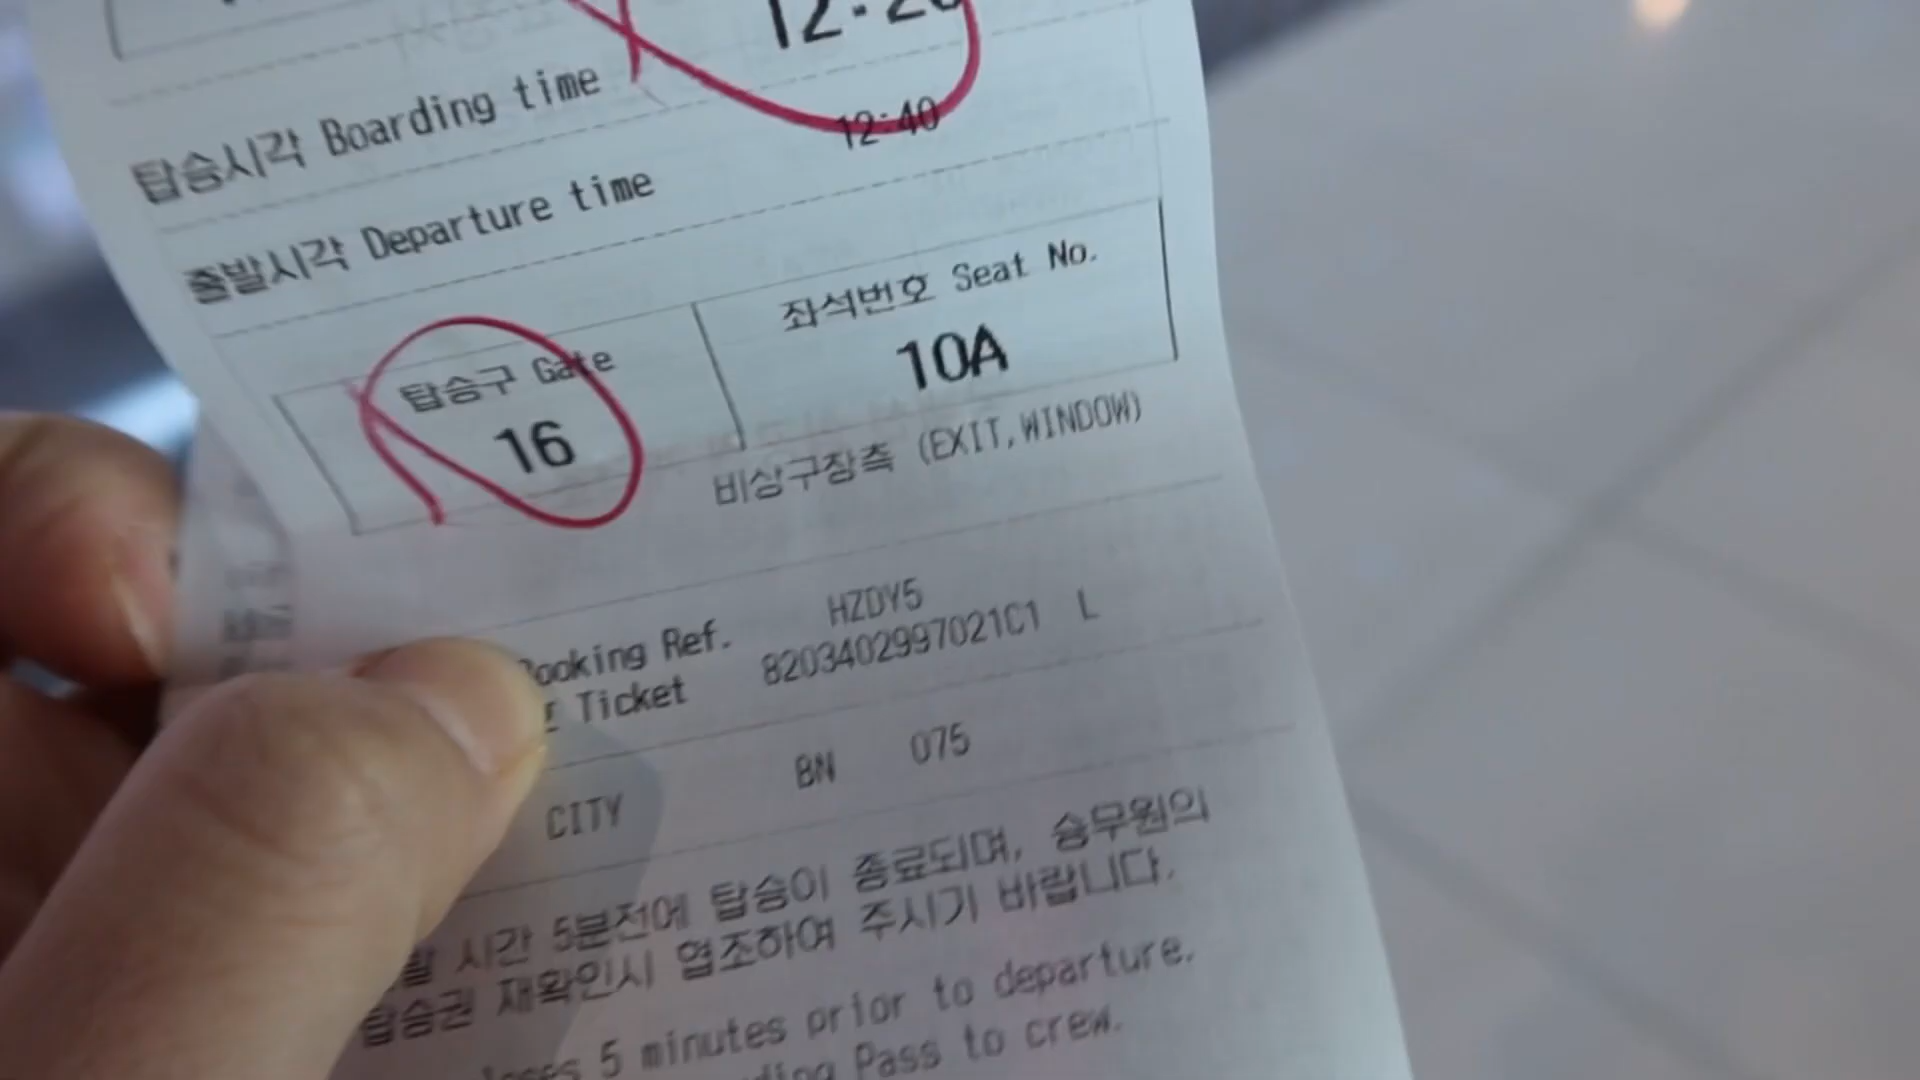 탑승시각 Boarding time
출발시각 Departure time 12:40
탑승구 Gate 좌석번호 Seat No.
16 10A
비상구창측 (EXIT,WINDOW)
Booking Ref. HZDY5
Ticket 8203402997021C1 L
CITY BN 075
시간 5분전에 탑승이 종료되며, 승무원의
탑승권 재확인시 협조하여 주시기 바랍니다.
5 minutes prior to departure.
Pass to crew.